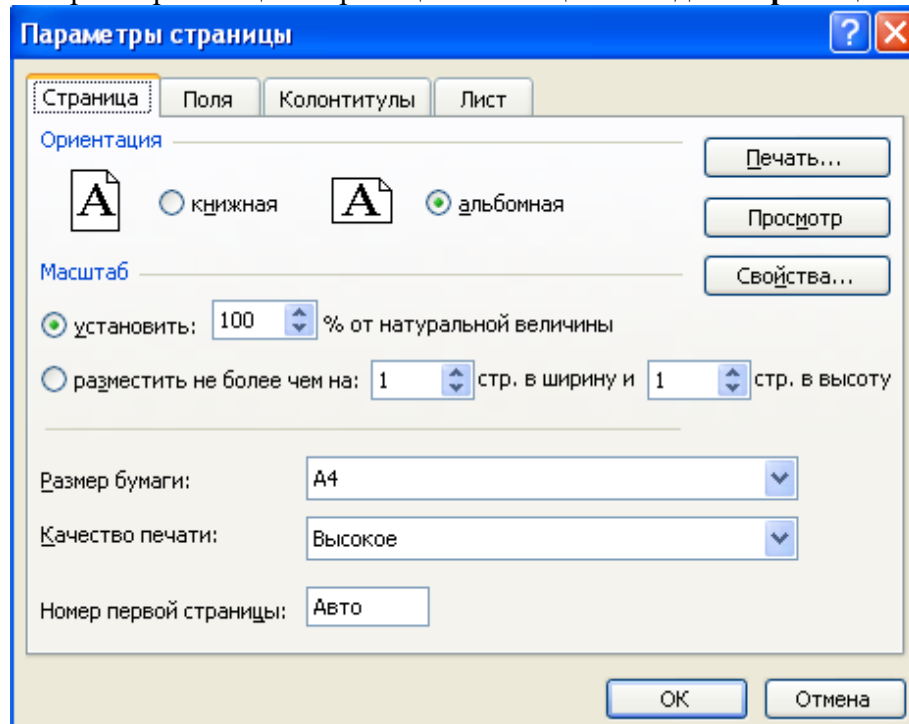 Параметры страницы
Страница Поля Колонтитулы Лист
Ориентация
A книжная A альбомная
Печать...
Просмотр
Свойства...
Масштаб
установить: 100 % от натуральной величины
разместить не более чем на: 1 стр. в ширину и 1 стр. в высоту
Размер бумаги: A4
Качество печати: Высокое
Номер первой страницы: Авто
ОК Отмена